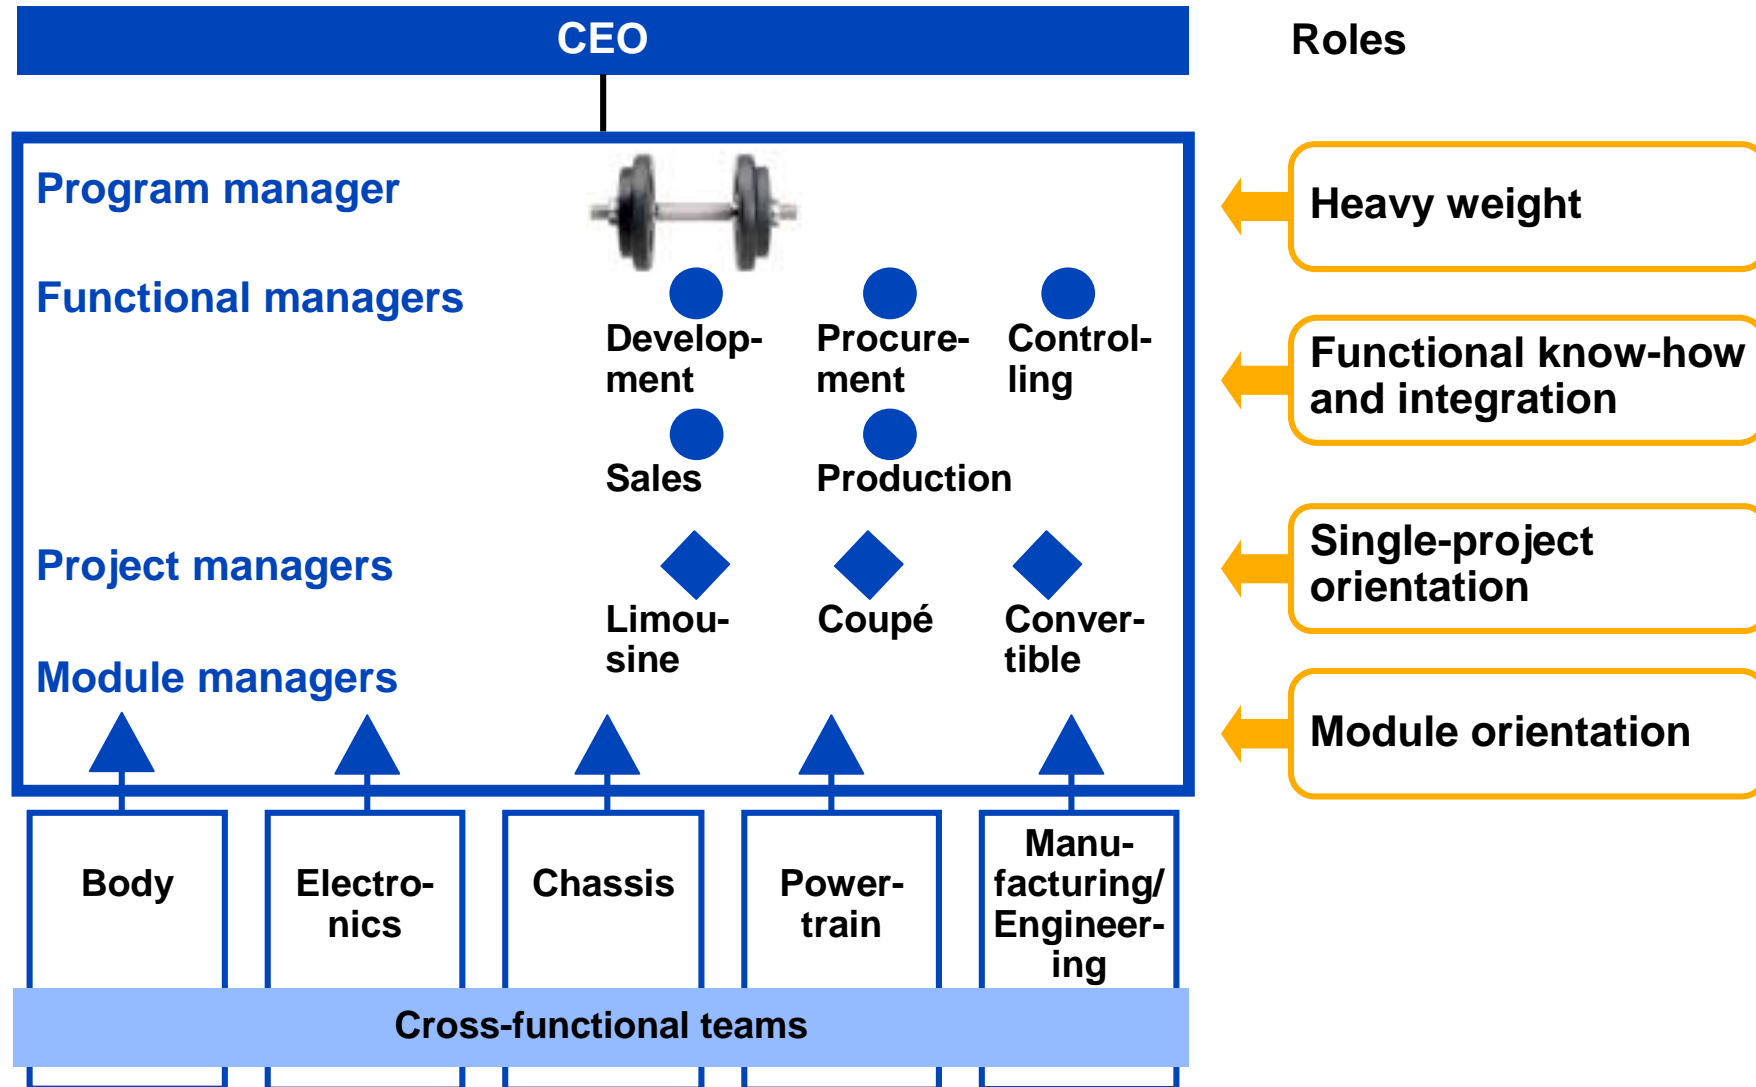 CEO
Roles
Program manager
Heavy weight
Functional managers
Develop-
ment
Procure-
ment
Control-
ling
Functional know-how
and integration
Sales
Production
Project managers
Limou-
sine
Coupé
Conver-
tible
Single-project
orientation
Module managers
Module orientation
Body
Electro-
nics
Chassis
Power-
train
Manu-
facturing/
Engineer-
ing
Cross-functional teams